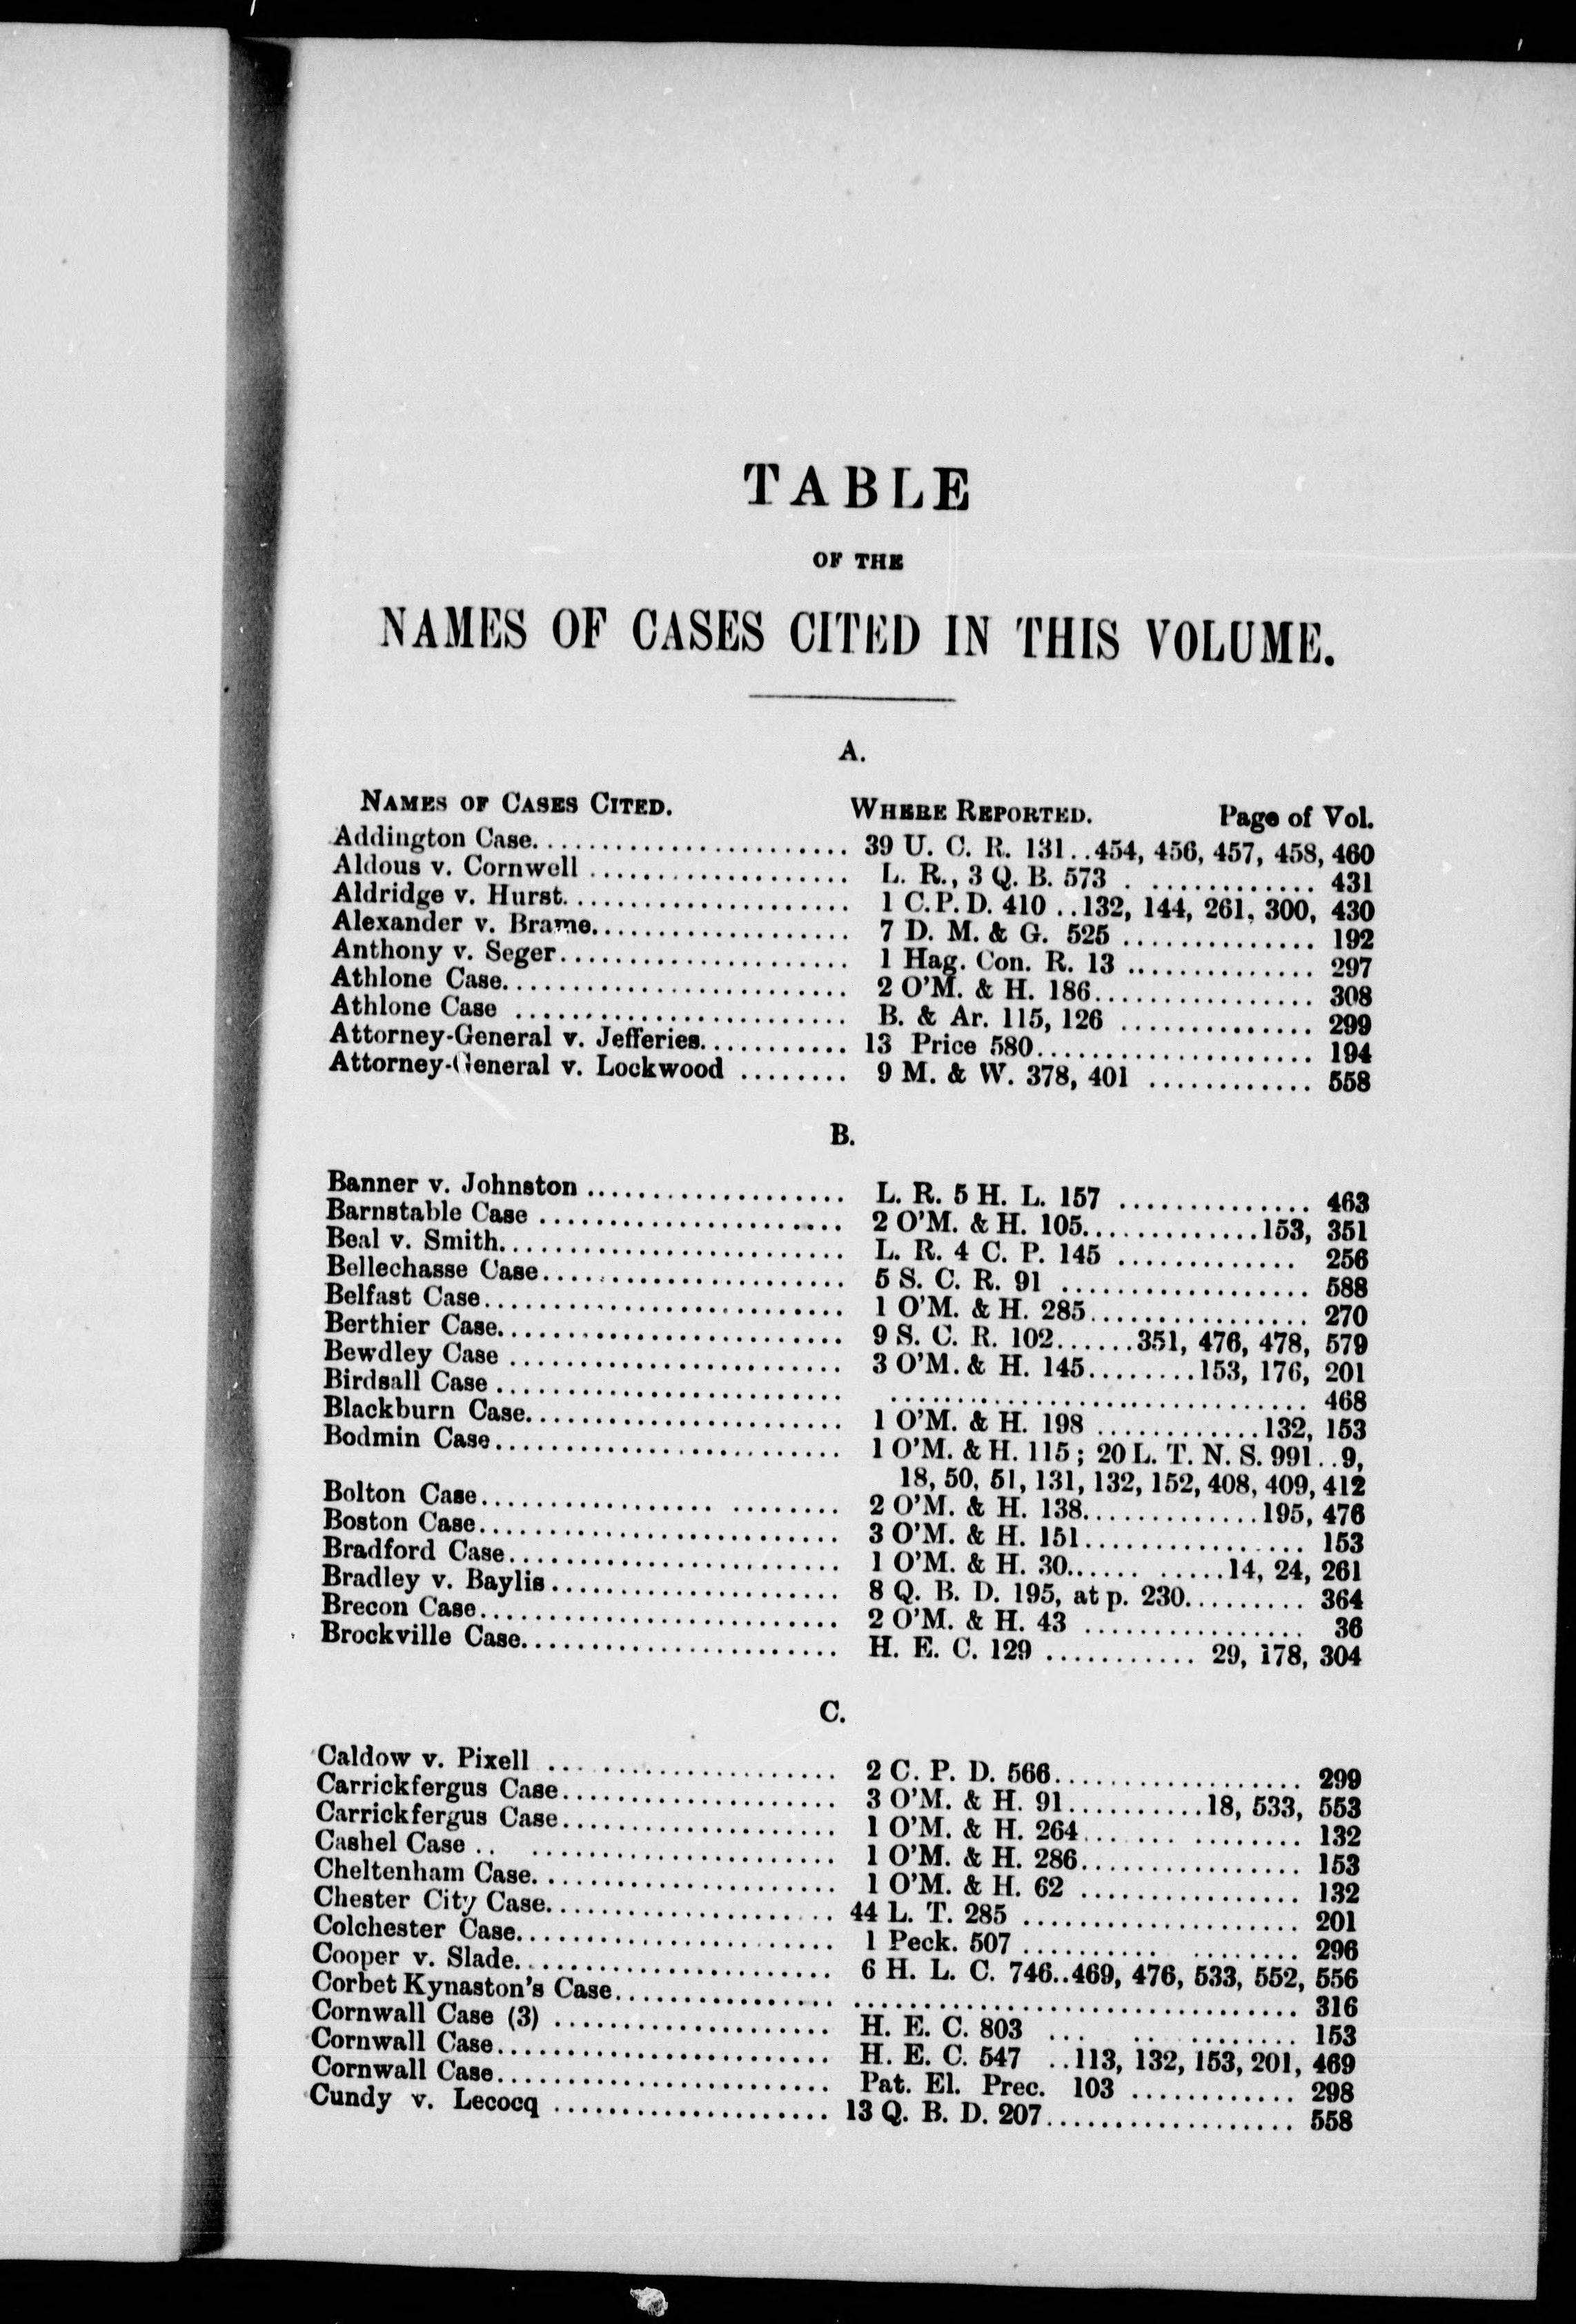 TABLE
OF THE
NAMES OF CASES CITED IN THIS VOLUME.
A.
NAMES OF CASES CITED. WHERE REPORTED. Page of Vol.
Addington Case........................ 39 U. C. R. 131..454, 456, 457, 458, 460
Aldous v. Cornwell ................... L. R., 3 Q. B. 573 . ............. 431
Aldridge v. Hurst..................... 1 C.P.D. 410 ..132, 144, 261, 300, 430
Alexander v. Brame................... 7 D. M. & G. 525 .............. 192
Anthony v. Seger..................... 1 Hag. Con. R. 13 .............. 297
Athlone Case......................... 2 O'M. & H. 186................ 308
Athlone Case ........................ B. & Ar. 115, 126 .............. 299
Attorney-General v. Jefferies........... 13 Price 580.................... 194
Attorney-General v. Lockwood ........ 9 M. & W. 378, 401 ............ 558
B.
Banner v. Johnston ................... L. R. 5 H. L. 157 .............. 463
Barnstable Case ...................... 2 O'M. & H. 105.............153, 351
Beal v. Smith......................... L. R. 4 C. P. 145 ............. 256
Bellechasse Case...................... 5 S. C. R. 91 .................. 588
Belfast Case.......................... 1 O'M. & H. 285................ 270
Berthier Case......................... 9 S. C. R. 102......351, 476, 478, 579
Bewdley Case ........................ 3 O'M. & H. 145........153, 176, 201
Birdsall Case ......................... ............................... 468
Blackburn Case....................... 1 O'M. & H. 198 ............132, 153
Bodmin Case......................... 1 O'M. & H. 115; 20 L. T. N. S. 991..9,
18, 50, 51, 131, 132, 152, 408, 409, 412
Bolton Case................. ........ 2 O'M. & H. 138.............195, 476
Boston Case.......................... 3 O'M. & H. 151................ 153
Bradford Case........................ 1 O'M. & H. 30...... .....14, 24, 261
Bradley v. Baylis..................... 8 Q. B. D. 195, at p. 230......... 364
Brecon Case.......................... 2 O'M. & H. 43 ................ 36
Brockville Case....................... H. E. C. 129 ........... 29, 178, 304
C.
Caldow v. Pixell ..................... 2 C. P. D. 566.................. 299
Carrickfergus Case.................... 3 O'M. & H. 91..........18, 533, 553
Carrickfergus Case.................... 1 O'M. & H. 264....... ........ 132
Cashel Case .. ...................... 1 O'M. & H. 286................ 153
Cheltenham Case...................... 1 O'M. & H. 62 ................ 132
Chester City Case..................... 44 L. T. 285 .................... 201
Colchester Case....................... 1 Peck. 507 .......... ........ 296
Cooper v. Slade....................... 6 H. L. C. 746..469, 476, 533, 552, 556
Corbet Kynaston's Case................ ................................ 316
Cornwall Case (3) .................... H. E. C. 803 ... .. ........ 153
Cornwall Case........................ H. E. C. 547 ..113, 132, 153, 201, 469
Cornwall Case........................ Pat. El. Prec. 103 ............ 298
Cundy v. Lecocq .................... 13 Q. B. D. 207.................. 558